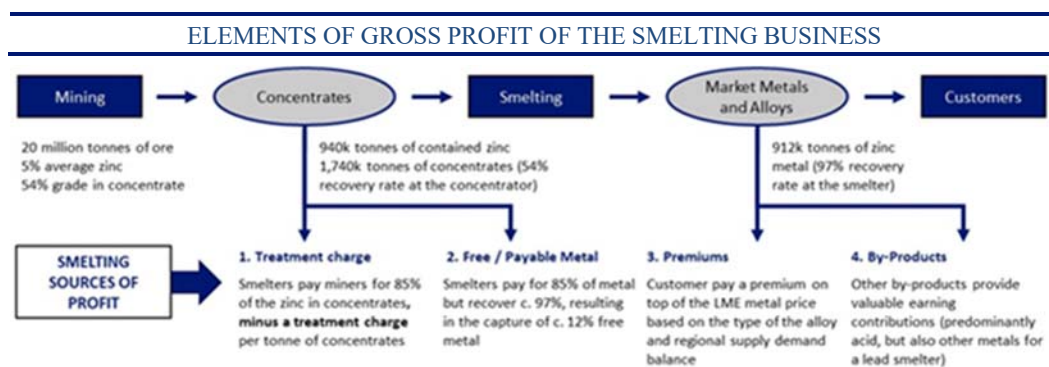 ELEMENTS OF GROSS PROFIT OF THE SMELTING BUSINESS
Mining
Concentrates
Smelting
Market Metals
and Alloys
Customers
20 million tonnes of ore
5% average zinc
54% grade in concentrate
940k tonnes of contained zinc
1,740k tonnes of concentrates (54%
recovery rate at the concentrator)
912k tonnes of zinc
metal (97% recovery
rate at the smelter)
SMELTING
SOURCES OF
PROFIT
1. Treatment charge
Smelters pay miners for 85%
of the zinc in concentrates,
minus a treatment charge
per tonne of concentrates
2. Free / Payable Metal
Smelters pay for 85% of metal
but recover c. 97%, resulting
in the capture of c. 12% free
metal
3. Premiums
Customer pay a premium on
top of the LME metal price
based on the type of the alloy
and regional supply demand
balance
4. By-Products
Other by-products provide
valuable earning
contributions (predominantly
acid, but also other metals for
a lead smelter)